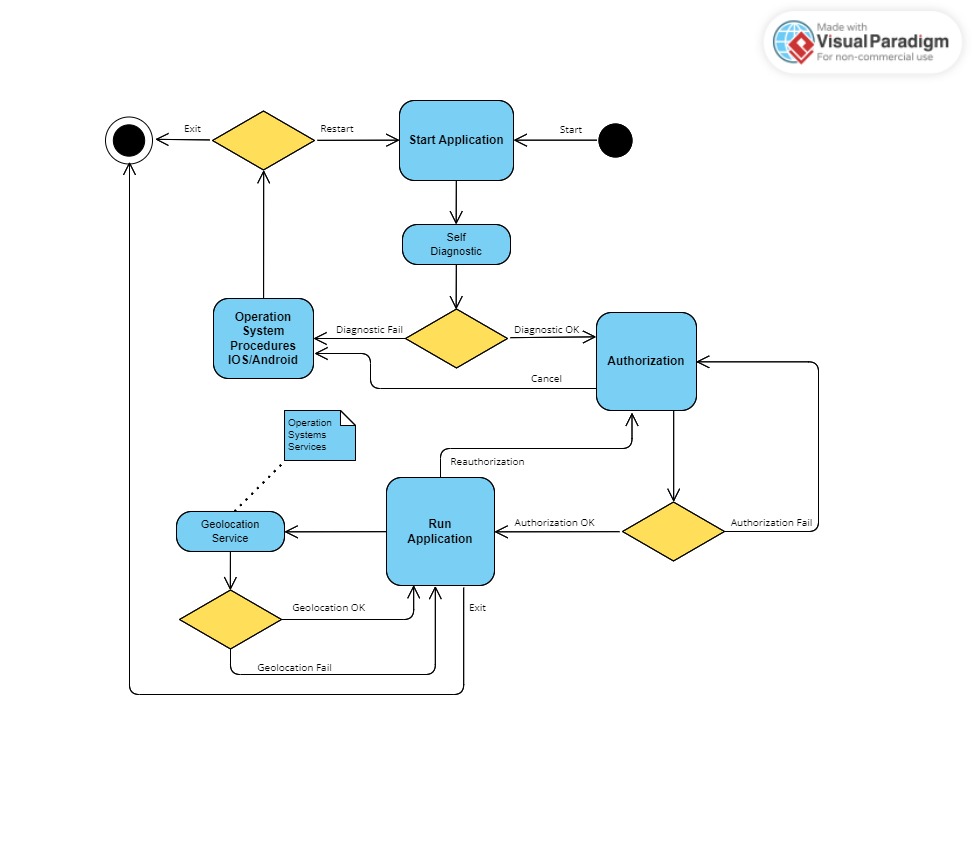 Made with
Visual Paradigm
For non-commercial use
Exit
Restart
Start Application
Start
Self
Diagnostic
Operation
System
Procedures
IOS/Android
Diagnostic Fail
Diagnostic OK
Authorization
Cancel
Operation
Systems
Services
Reauthorization
Geolocation
Service
Run
Application
Authorization OK
Authorization Fail
Geolocation OK
Exit
Geolocation Fail